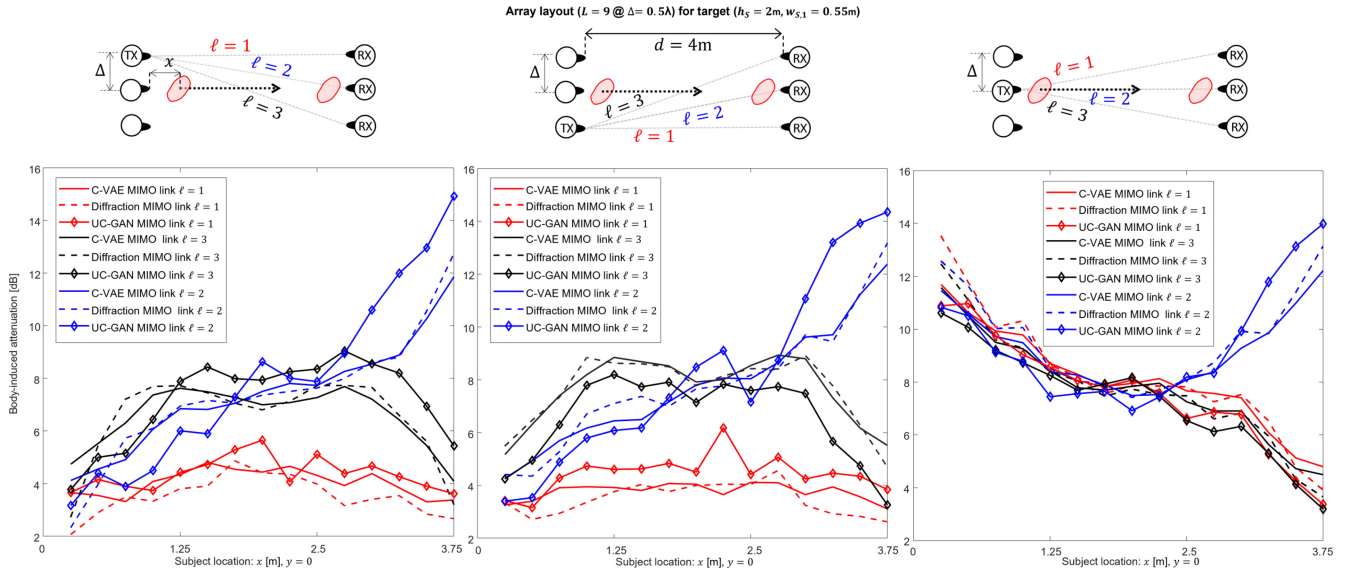 Array layout (L = 9 @ Δ= 0.5λ) for target (h_S = 2m, w_{S,1} = 0.55m)
TX
Δ
x
ℓ = 1
ℓ = 2
ℓ = 3
RX
RX
RX
d = 4m
Δ
TX
ℓ = 3
ℓ = 2
ℓ = 1
RX
RX
RX
Δ
TX
ℓ = 1
ℓ = 2
ℓ = 3
RX
RX
RX
Body-induced attenuation [dB]
16
14
12
10
8
6
4
2
0
1.25
2.5
3.75
Subject location: x [m], y = 0
C-VAE MIMO link ℓ = 1
Diffraction MIMO link ℓ = 1
UC-GAN MIMO link ℓ = 1
C-VAE MIMO link ℓ = 3
Diffraction MIMO link ℓ = 3
UC-GAN MIMO link ℓ = 3
C-VAE MIMO link ℓ = 2
Diffraction MIMO link ℓ = 2
UC-GAN MIMO link ℓ = 2
16
14
12
10
8
6
4
2
0
1.25
2.5
3.75
Subject location: x [m], y = 0
C-VAE MIMO link ℓ = 1
Diffraction MIMO link ℓ = 1
UC-GAN MIMO link ℓ = 1
C-VAE MIMO link ℓ = 3
Diffraction MIMO link ℓ = 3
UC-GAN MIMO link ℓ = 3
C-VAE MIMO link ℓ = 2
Diffraction MIMO link ℓ = 2
UC-GAN MIMO link ℓ = 2
16
14
12
10
8
6
4
2
0
1.25
2.5
3.75
Subject location: x [m], y = 0
C-VAE MIMO link ℓ = 1
Diffraction MIMO link ℓ = 1
UC-GAN MIMO link ℓ = 1
C-VAE MIMO link ℓ = 3
Diffraction MIMO link ℓ = 3
UC-GAN MIMO link ℓ = 3
C-VAE MIMO link ℓ = 2
Diffraction MIMO link ℓ = 2
UC-GAN MIMO link ℓ = 2